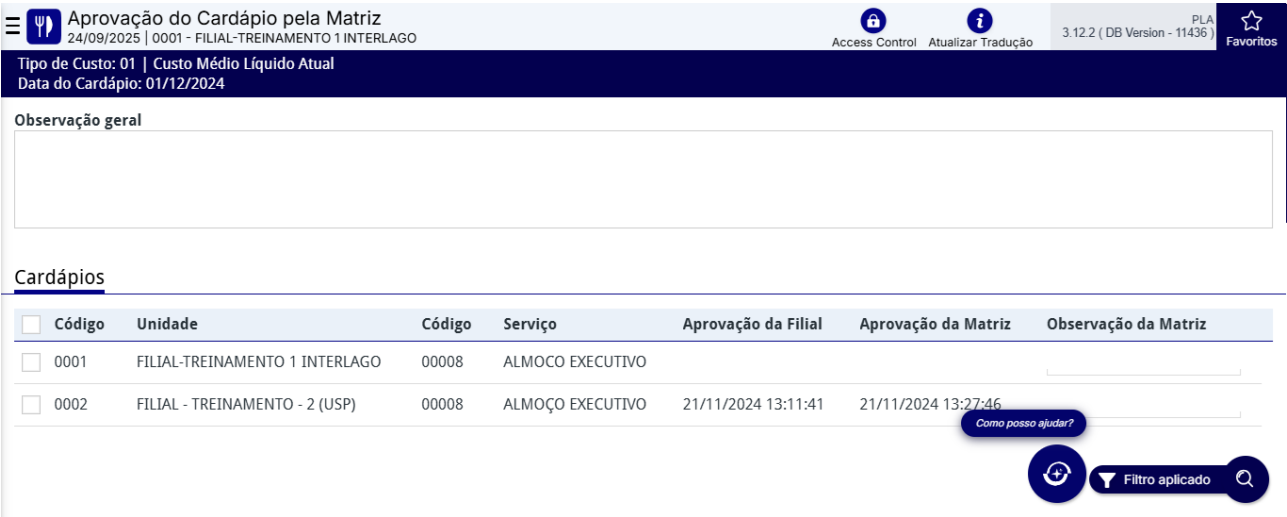 Aprovação do Cardápio pela Matriz
24/09/2025 | 0001 - FILIAL-TREINAMENTO 1 INTERLAGO
Access Control
Atualizar Tradução
PLA
3.12.2 ( DB Version - 11436 )
Favoritos
Tipo de Custo: 01 | Custo Médio Líquido Atual
Data do Cardápio: 01/12/2024
Observação geral
Cardápios
Código Unidade Código Serviço Aprovação da Filial Aprovação da Matriz Observação da Matriz
0001 FILIAL-TREINAMENTO 1 INTERLAGO 00008 ALMOCO EXECUTIVO
0002 FILIAL - TREINAMENTO - 2 (USP) 00008 ALMOÇO EXECUTIVO 21/11/2024 13:11:41 21/11/2024 13:27:46
Como posso ajudar?
Filtro aplicado